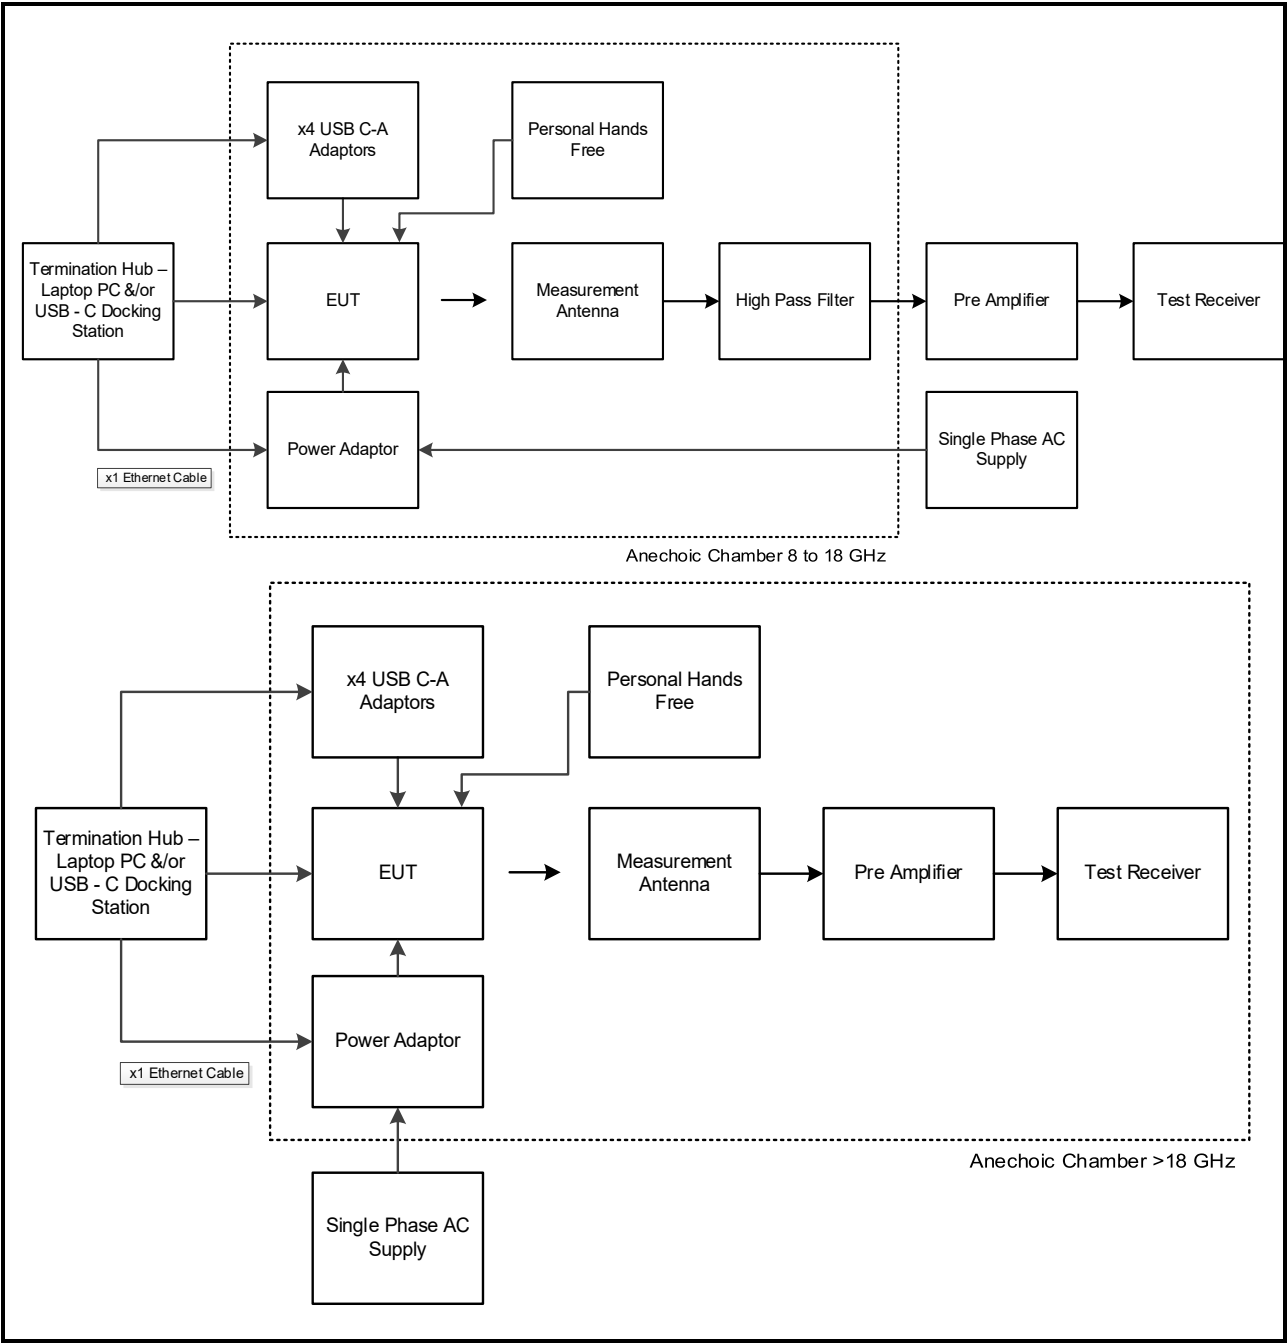 x4 USB C-A
Adaptors
Personal Hands
Free
Termination Hub –
Laptop PC &/or
USB - C Docking
Station
EUT
Measurement
Antenna
High Pass Filter
Pre Amplifier
Test Receiver
Power Adaptor
Single Phase AC
Supply
x1 Ethernet Cable
Anechoic Chamber 8 to 18 GHz
x4 USB C-A
Adaptors
Personal Hands
Free
Termination Hub –
Laptop PC &/or
USB - C Docking
Station
EUT
Measurement
Antenna
Pre Amplifier
Test Receiver
Power Adaptor
x1 Ethernet Cable
Anechoic Chamber >18 GHz
Single Phase AC
Supply